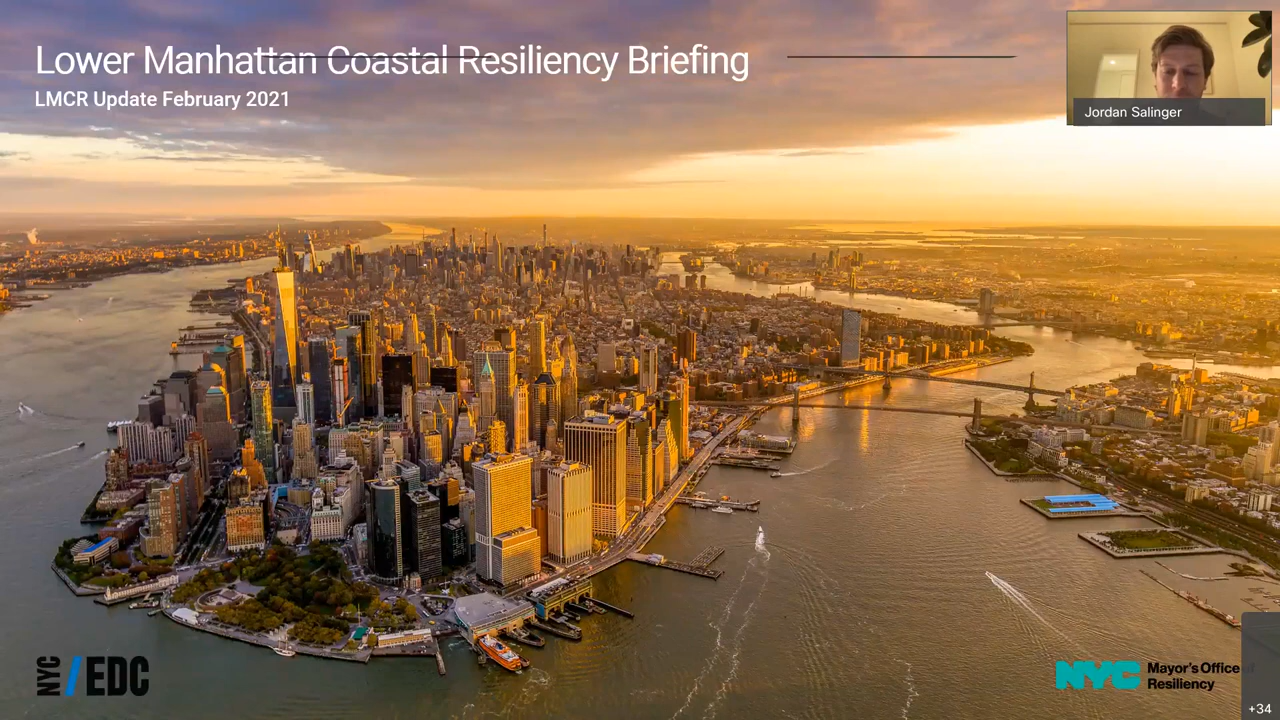 Lower Manhattan Coastal Resiliency Briefing
LMCR Update February 2021
Jordan Salinger
NYC / EDC
NYC Mayor's Office of
Resiliency
+34